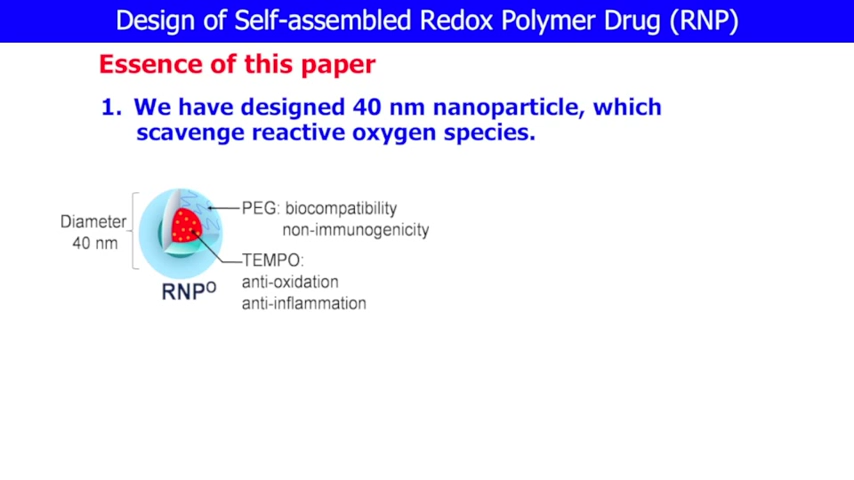 Design of Self-assembled Redox Polymer Drug (RNP)
Essence of this paper
1. We have designed 40 nm nanoparticle, which
scavenge reactive oxygen species.
Diameter
40 nm
PEG: biocompatibility
non-immunogenicity
TEMPO:
anti-oxidation
anti-inflammation
RNPᴼ